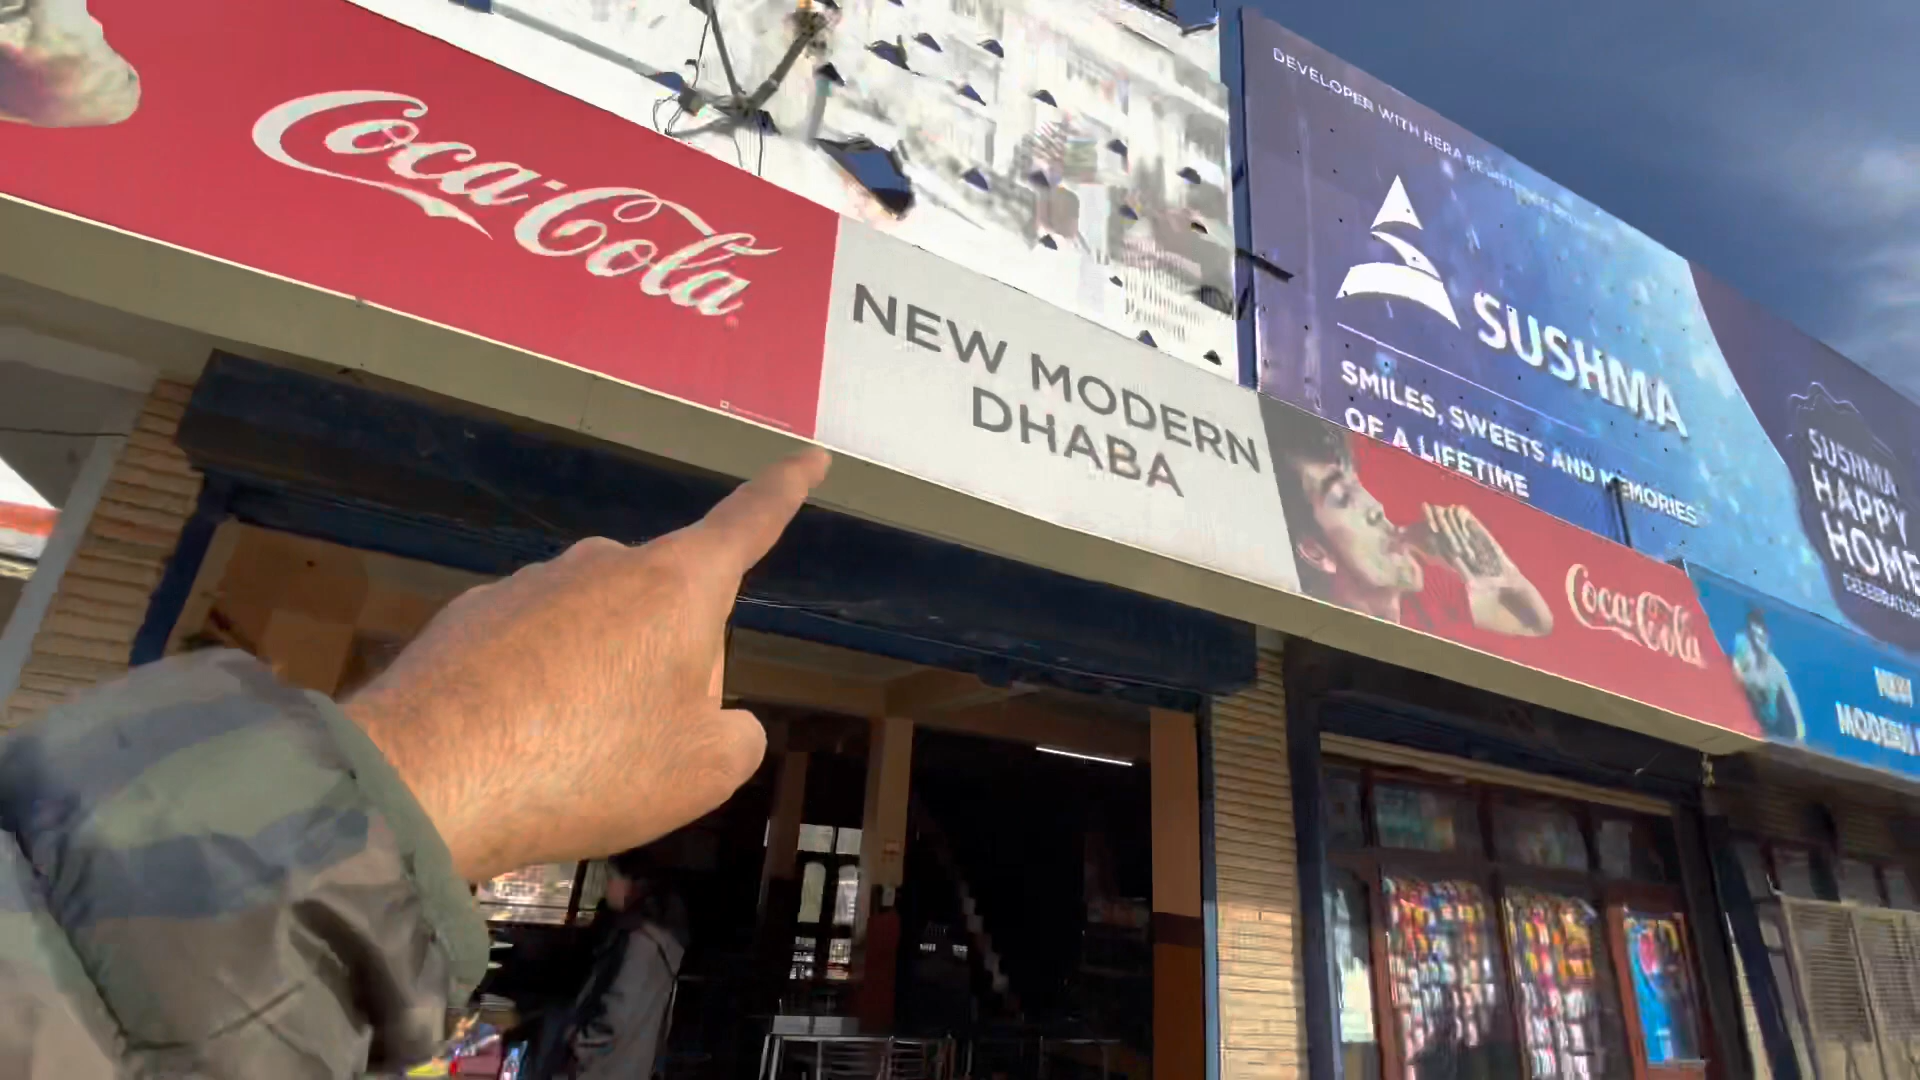 Coca-Cola
NEW MODERN
DHABA
DEVELOPER WITH RERA
SUSHMA
SMILES, SWEETS AND MEMORIES
OF A LIFETIME
SUSHMA
HAPPY
HOME
Coca-Cola
MODERN